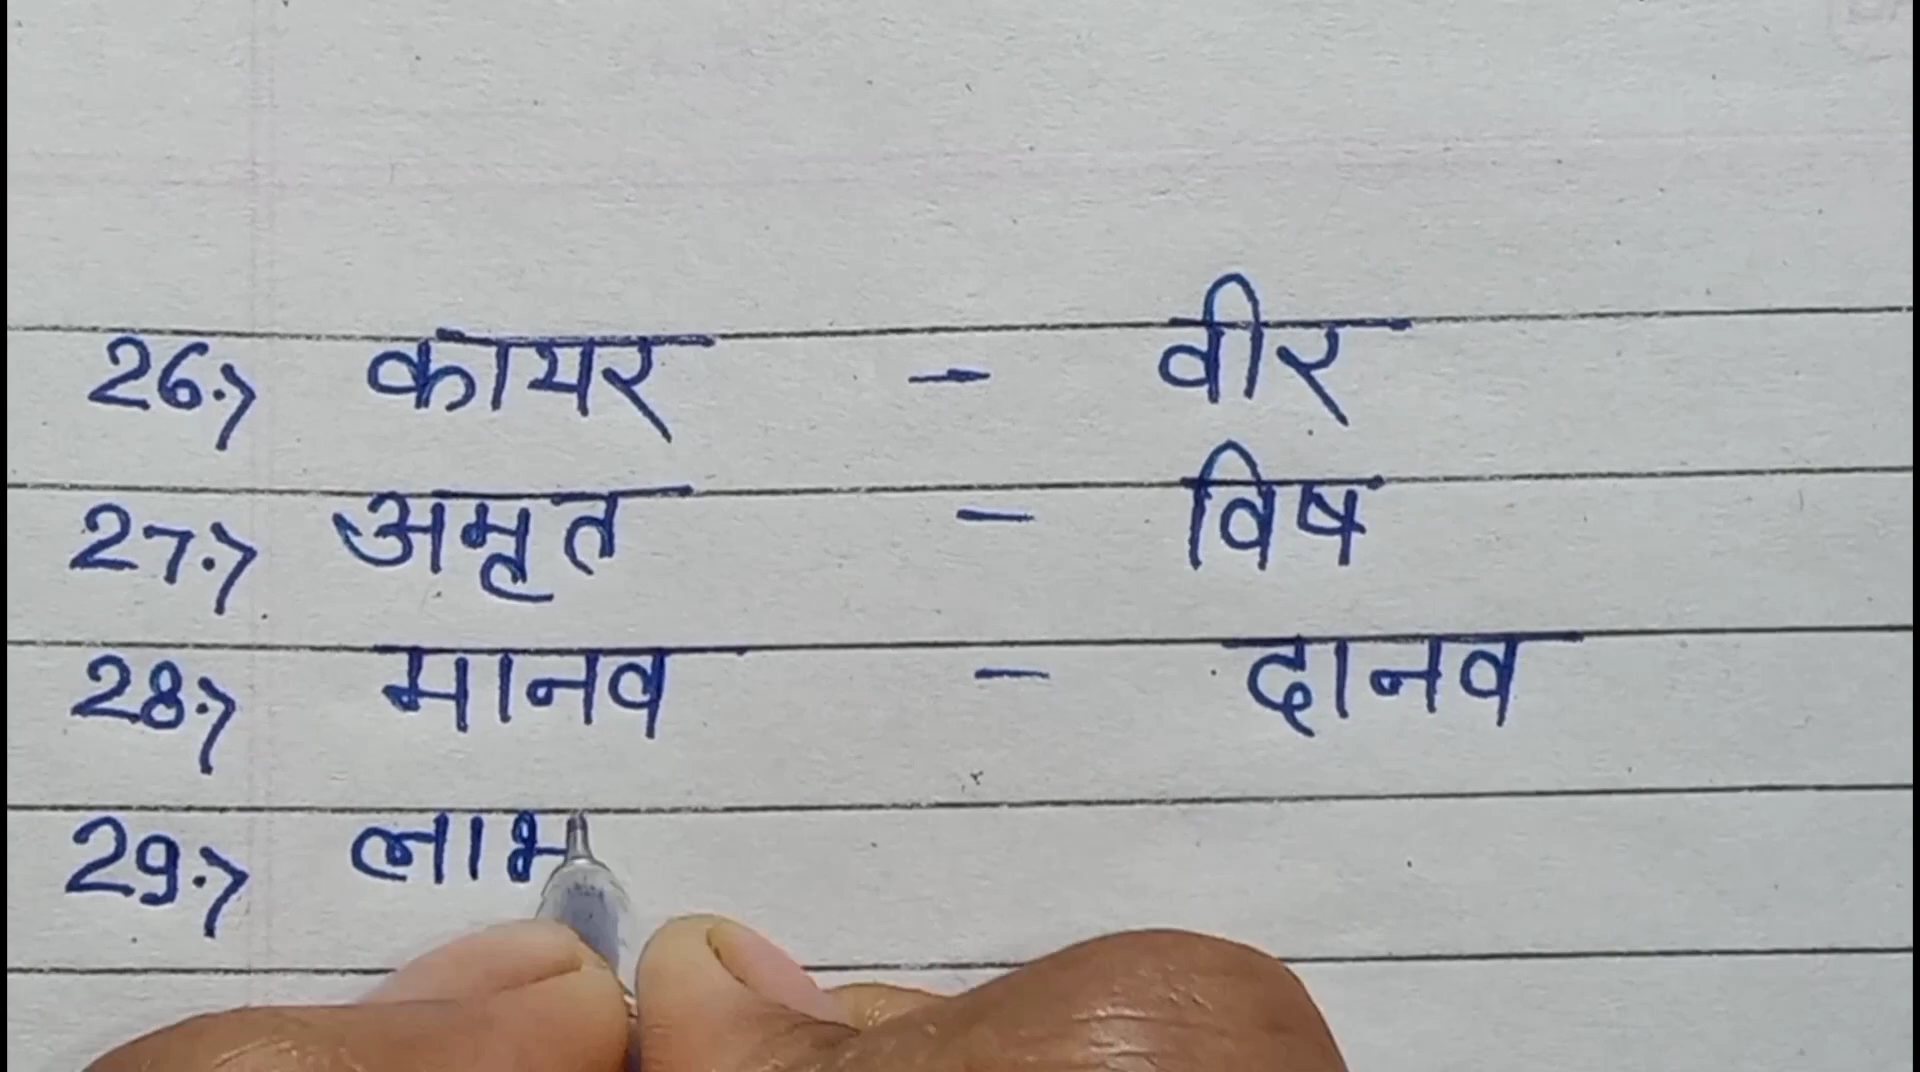 26.> कायर - वीर
27.> अमृत - विष
28.> मानव - दानव
29.> लाभ